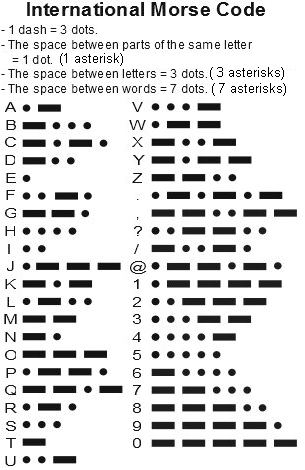 International Morse Code
- 1 dash = 3 dots.
- The space between parts of the same letter
= 1 dot. (1 asterisk)
- The space between letters = 3 dots. ( 3 asterisks)
- The space between words = 7 dots. ( 7 asterisks)
A V
B W
C X
D Y
E Z
F .
G ,
H ?
I /
J @
K 1
L 2
M 3
N 4
O 5
P 6
Q 7
R 8
S 9
T 0
U